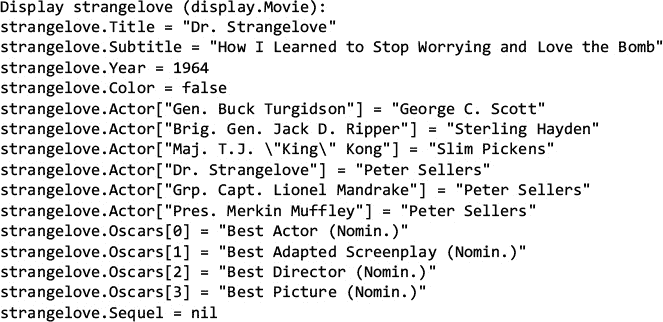 Display strangelove (display.Movie):
strangelove.Title = "Dr. Strangelove"
strangelove.Subtitle = "How I Learned to Stop Worrying and Love the Bomb"
strangelove.Year = 1964
strangelove.Color = false
strangelove.Actor["Gen. Buck Turgidson"] = "George C. Scott"
strangelove.Actor["Brig. Gen. Jack D. Ripper"] = "Sterling Hayden"
strangelove.Actor["Maj. T.J. \"King\" Kong"] = "Slim Pickens"
strangelove.Actor["Dr. Strangelove"] = "Peter Sellers"
strangelove.Actor["Grp. Capt. Lionel Mandrake"] = "Peter Sellers"
strangelove.Actor["Pres. Merkin Muffley"] = "Peter Sellers"
strangelove.Oscars[0] = "Best Actor (Nomin.)"
strangelove.Oscars[1] = "Best Adapted Screenplay (Nomin.)"
strangelove.Oscars[2] = "Best Director (Nomin.)"
strangelove.Oscars[3] = "Best Picture (Nomin.)"
strangelove.Sequel = nil